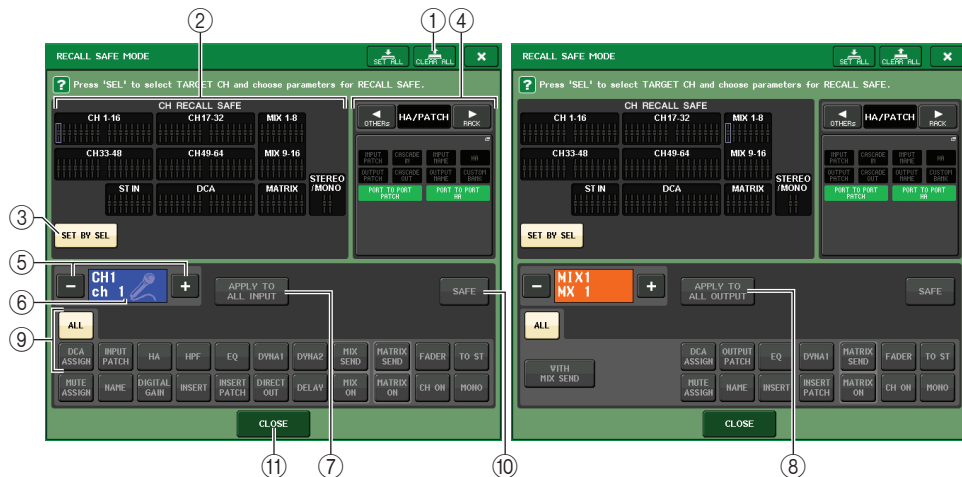 ② ① ④
RECALL SAFE MODE
SET ALL
CLEAR ALL
? Press 'SEL' to select TARGET CH and choose parameters for RECALL SAFE.
CH RECALL SAFE
CH 1-16 CH17-32 MIX 1-8
CH33-48 CH49-64 MIX 9-16
STEREO
/MONO
ST IN DCA MATRIX
OTHERs HA/PATCH RACK
INPUT PATCH CASCADE IN INPUT NAME HA
OUTPUT PATCH CASCADE OUT OUTPUT NAME CUSTOM BANK
PORT TO PORT PATCH PORT TO PORT HA
③ SET BY SEL
⑤ − CH1 +
⑥ ch 1
APPLY TO
ALL INPUT
SAFE
⑨ ALL
DCA ASSIGN INPUT PATCH HA HPF EQ DYNA1 DYNA2 MIX SEND MATRIX SEND FADER TO ST
MUTE ASSIGN NAME DIGITAL GAIN INSERT INSERT PATCH DIRECT OUT DELAY MIX ON MATRIX ON CH ON MONO
CLOSE
⑪ ⑦ ⑩
RECALL SAFE MODE
SET ALL
CLEAR ALL
? Press 'SEL' to select TARGET CH and choose parameters for RECALL SAFE.
CH RECALL SAFE
CH 1-16 CH17-32 MIX 1-8
CH33-48 CH49-64 MIX 9-16
STEREO
/MONO
ST IN DCA MATRIX
OTHERs HA/PATCH RACK
INPUT PATCH CASCADE IN INPUT NAME HA
OUTPUT PATCH CASCADE OUT OUTPUT NAME CUSTOM BANK
PORT TO PORT PATCH PORT TO PORT HA
SET BY SEL
− MIX1 +
MX 1
APPLY TO
ALL OUTPUT
SAFE
ALL
WITH
MIX SEND
DCA ASSIGN OUTPUT PATCH EQ DYNA1 MATRIX SEND FADER TO ST
MUTE ASSIGN NAME INSERT INSERT PATCH MATRIX ON CH ON MONO
CLOSE
⑧